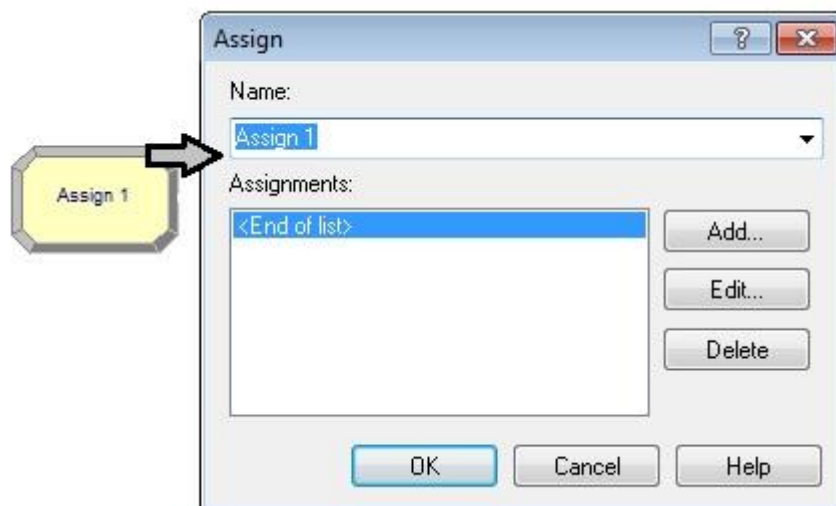 Assign
Name:
Assign 1
Assign 1
Assignments:
<End of list>
Add...
Edit...
Delete
OK
Cancel
Help